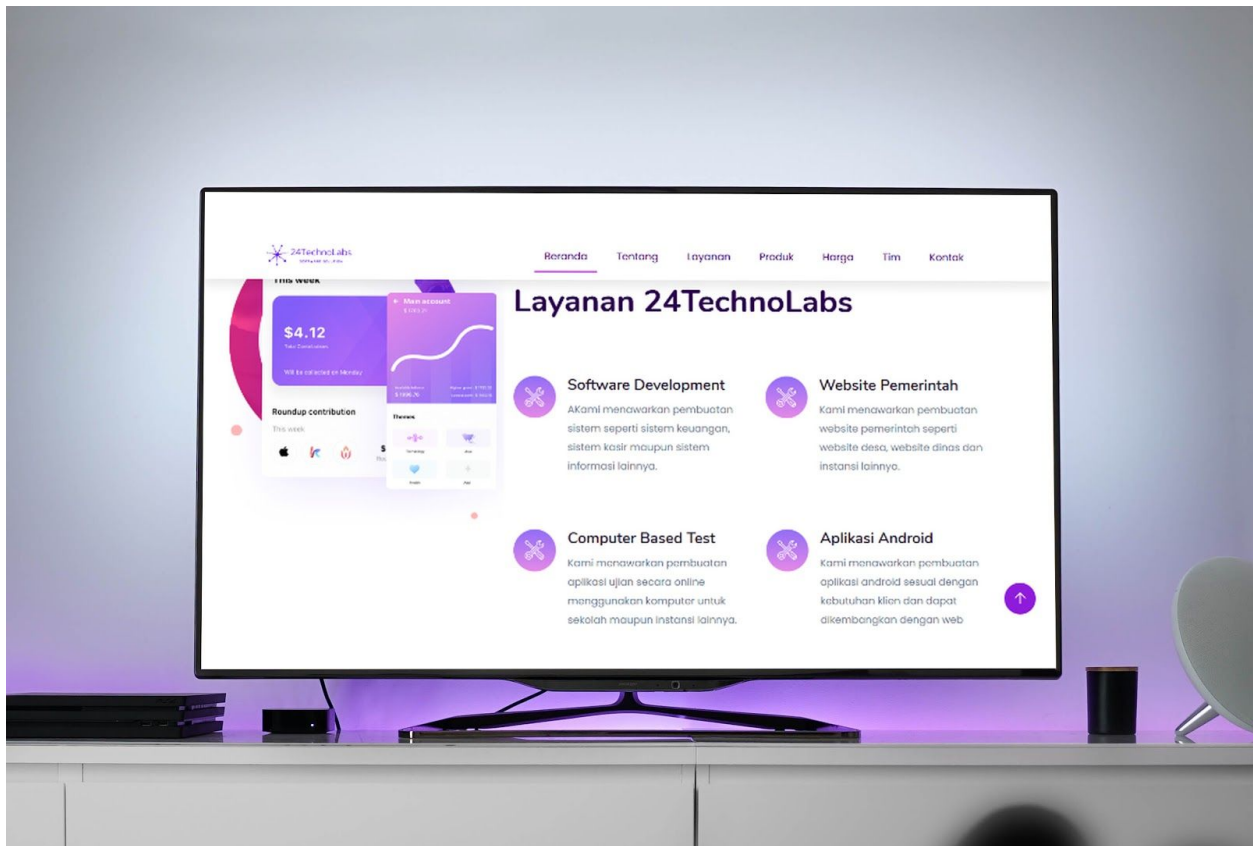 24TechnoLabs
Beranda Tentang Layanan Produk Harga Tim Kontak
This week
$4.12
Will be collected on Monday
Main account
Roundup contribution
This week
Themes
Layanan 24TechnoLabs
Software Development
AKami menawarkan pembuatan
sistem seperti sistem keuangan,
sistem kasir maupun sistem
informasi lainnya.
Website Pemerintah
Kami menawarkan pembuatan
website pemerintah seperti
website desa, website dinas dan
instansi lainnya.
Computer Based Test
Kami menawarkan pembuatan
aplikasi ujian secara online
menggunakan komputer untuk
sekolah maupun instansi lainnya.
Aplikasi Android
Kami menawarkan pembuatan
aplikasi android sesuai dengan
kebutuhan klien dan dapat
dikembangkan dengan web